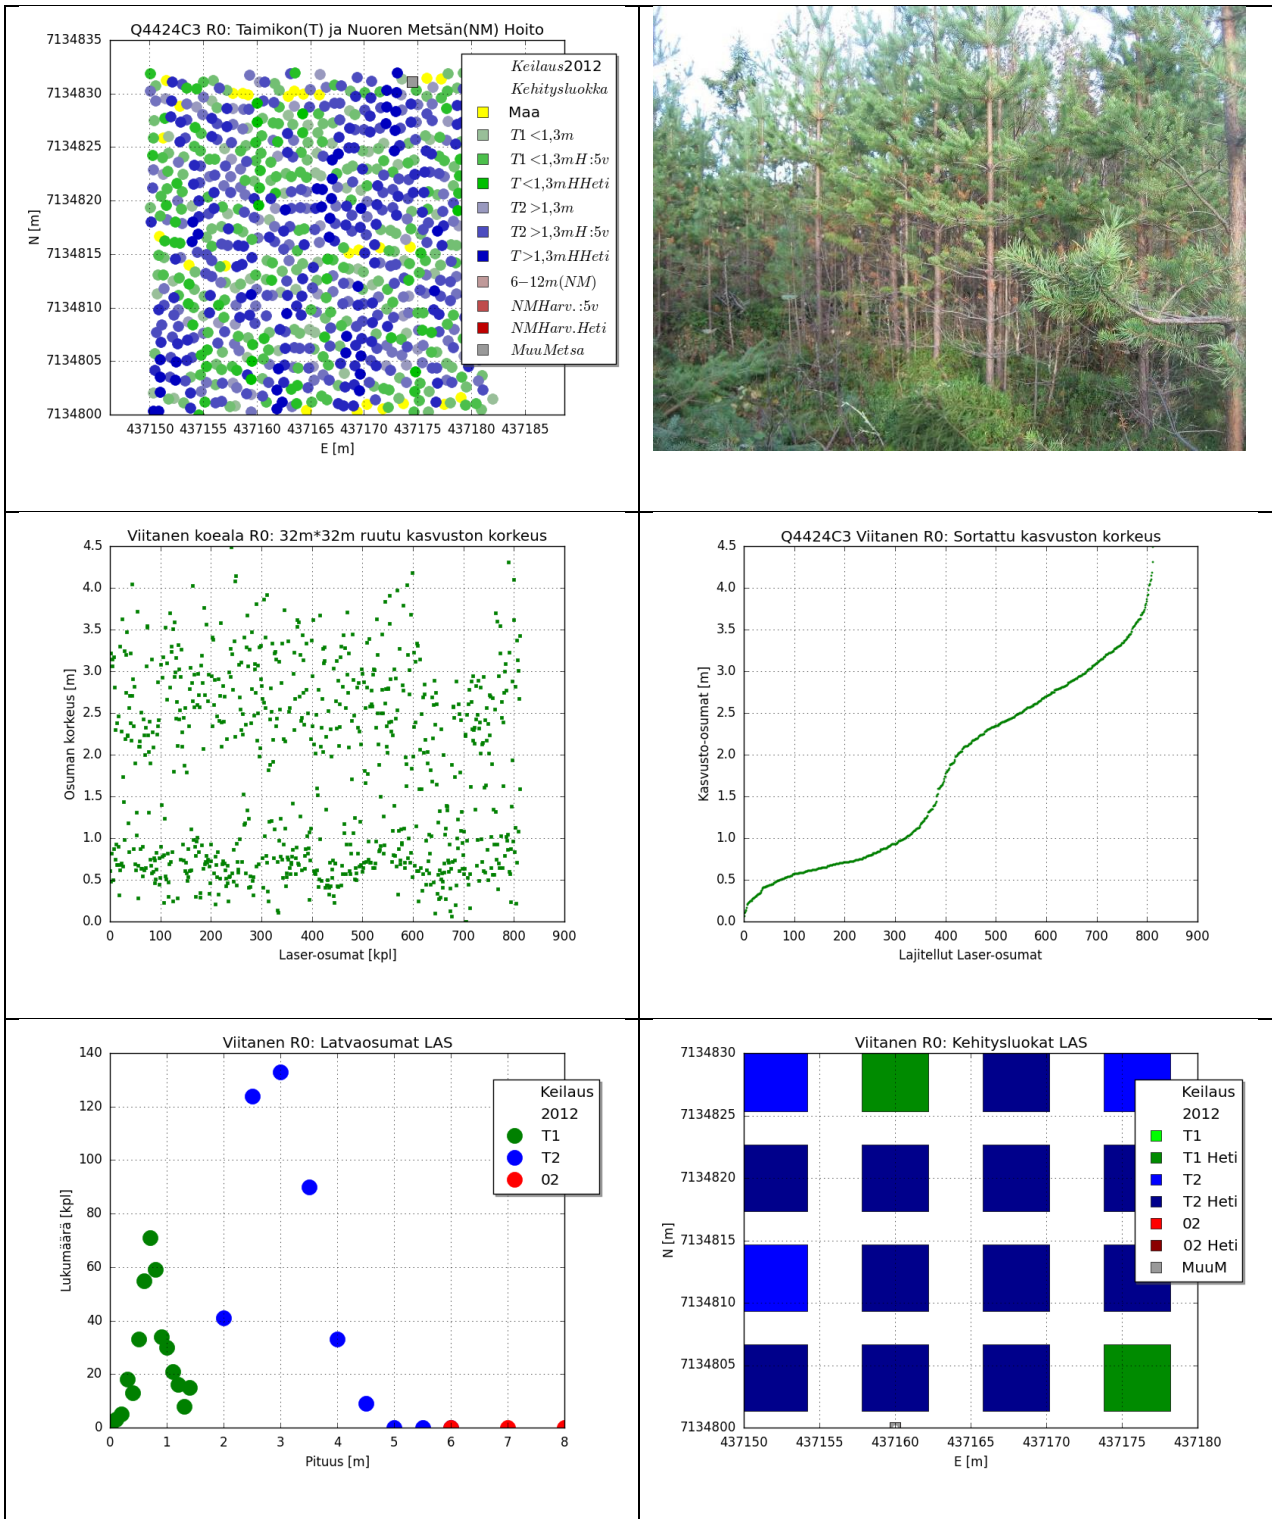 Q4424C3 R0: Taimikon(T) ja Nuoren Metsän(NM) Hoito
7134835
7134830
7134825
7134820
7134815
7134810
7134805
7134800
N [m]
437150 437155 437160 437165 437170 437175 437180 437185
E [m]
Keilaus2012
Kehitysluokka
Maa
T1<1,3m
T1<1,3mH:5v
T<1,3mHHeti
T2>1,3m
T2>1,3mH:5v
T>1,3mHHeti
6−12m(NM)
NMHarv.:5v
NMHarv.Heti
MuuMetsa
Viitanen koeala R0: 32m*32m ruutu kasvuston korkeus
4.5
4.0
3.5
3.0
2.5
2.0
1.5
1.0
0.5
0.0
Osuman korkeus [m]
0 100 200 300 400 500 600 700 800 900
Laser-osumat [kpl]
Q4424C3 Viitanen R0: Sortattu kasvuston korkeus
4.5
4.0
3.5
3.0
2.5
2.0
1.5
1.0
0.5
0.0
Kasvusto-osumat [m]
0 100 200 300 400 500 600 700 800 900
Lajitellut Laser-osumat
Viitanen R0: Latvaosumat LAS
140
120
100
80
60
40
20
0
Lukumäärä [kpl]
0 1 2 3 4 5 6 7 8
Pituus [m]
Keilaus
2012
T1
T2
02
Viitanen R0: Kehitysluokat LAS
7134830
7134825
7134820
7134815
7134810
7134805
7134800
N [m]
437150 437155 437160 437165 437170 437175 437180
E [m]
Keilaus
2012
T1
T1 Heti
T2
T2 Heti
02
02 Heti
MuuM